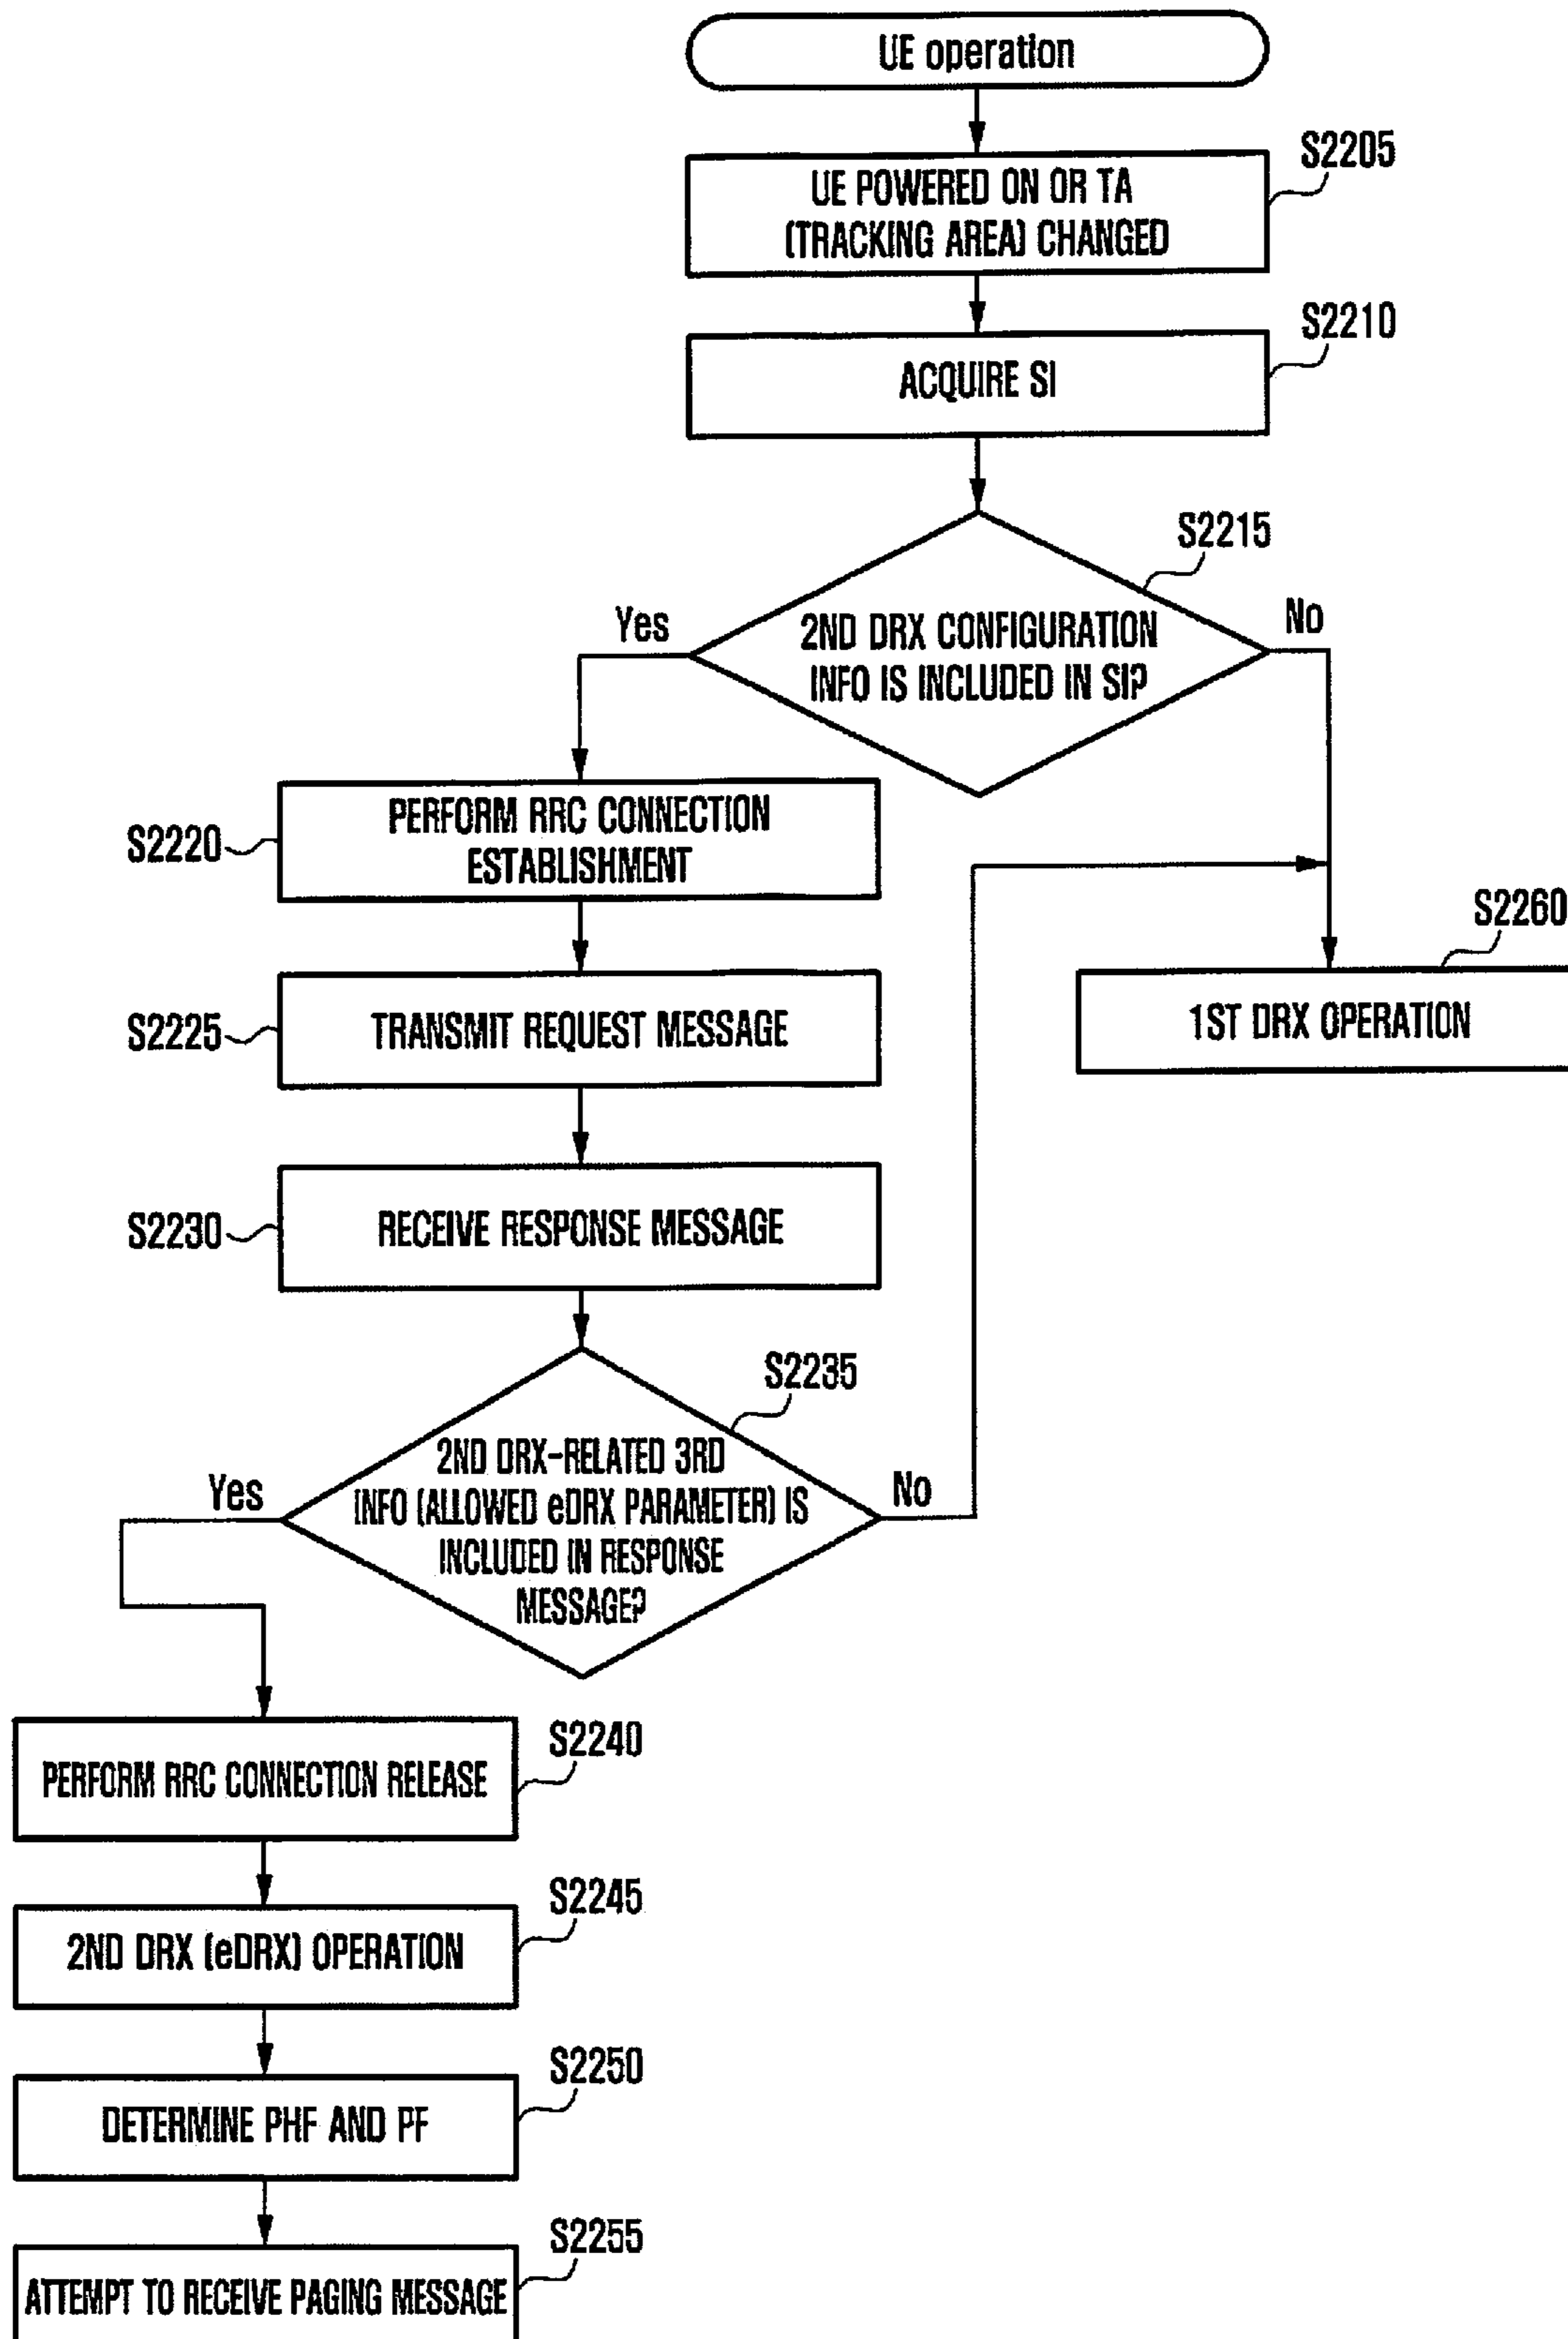 UE operation
S2205
UE POWERED ON OR TA
(TRACKING AREA) CHANGED
S2210
ACQUIRE SI
S2215
Yes
No
2ND DRX CONFIGURATION
INFO IS INCLUDED IN SI?
S2220
PERFORM RRC CONNECTION
ESTABLISHMENT
S2260
1ST DRX OPERATION
S2225
TRANSMIT REQUEST MESSAGE
S2230
RECEIVE RESPONSE MESSAGE
S2235
Yes
No
2ND DRX-RELATED 3RD
INFO (ALLOWED eDRX PARAMETER) IS
INCLUDED IN RESPONSE
MESSAGE?
S2240
PERFORM RRC CONNECTION RELEASE
S2245
2ND DRX (eDRX) OPERATION
S2250
DETERMINE PHF AND PF
S2255
ATTEMPT TO RECEIVE PAGING MESSAGE